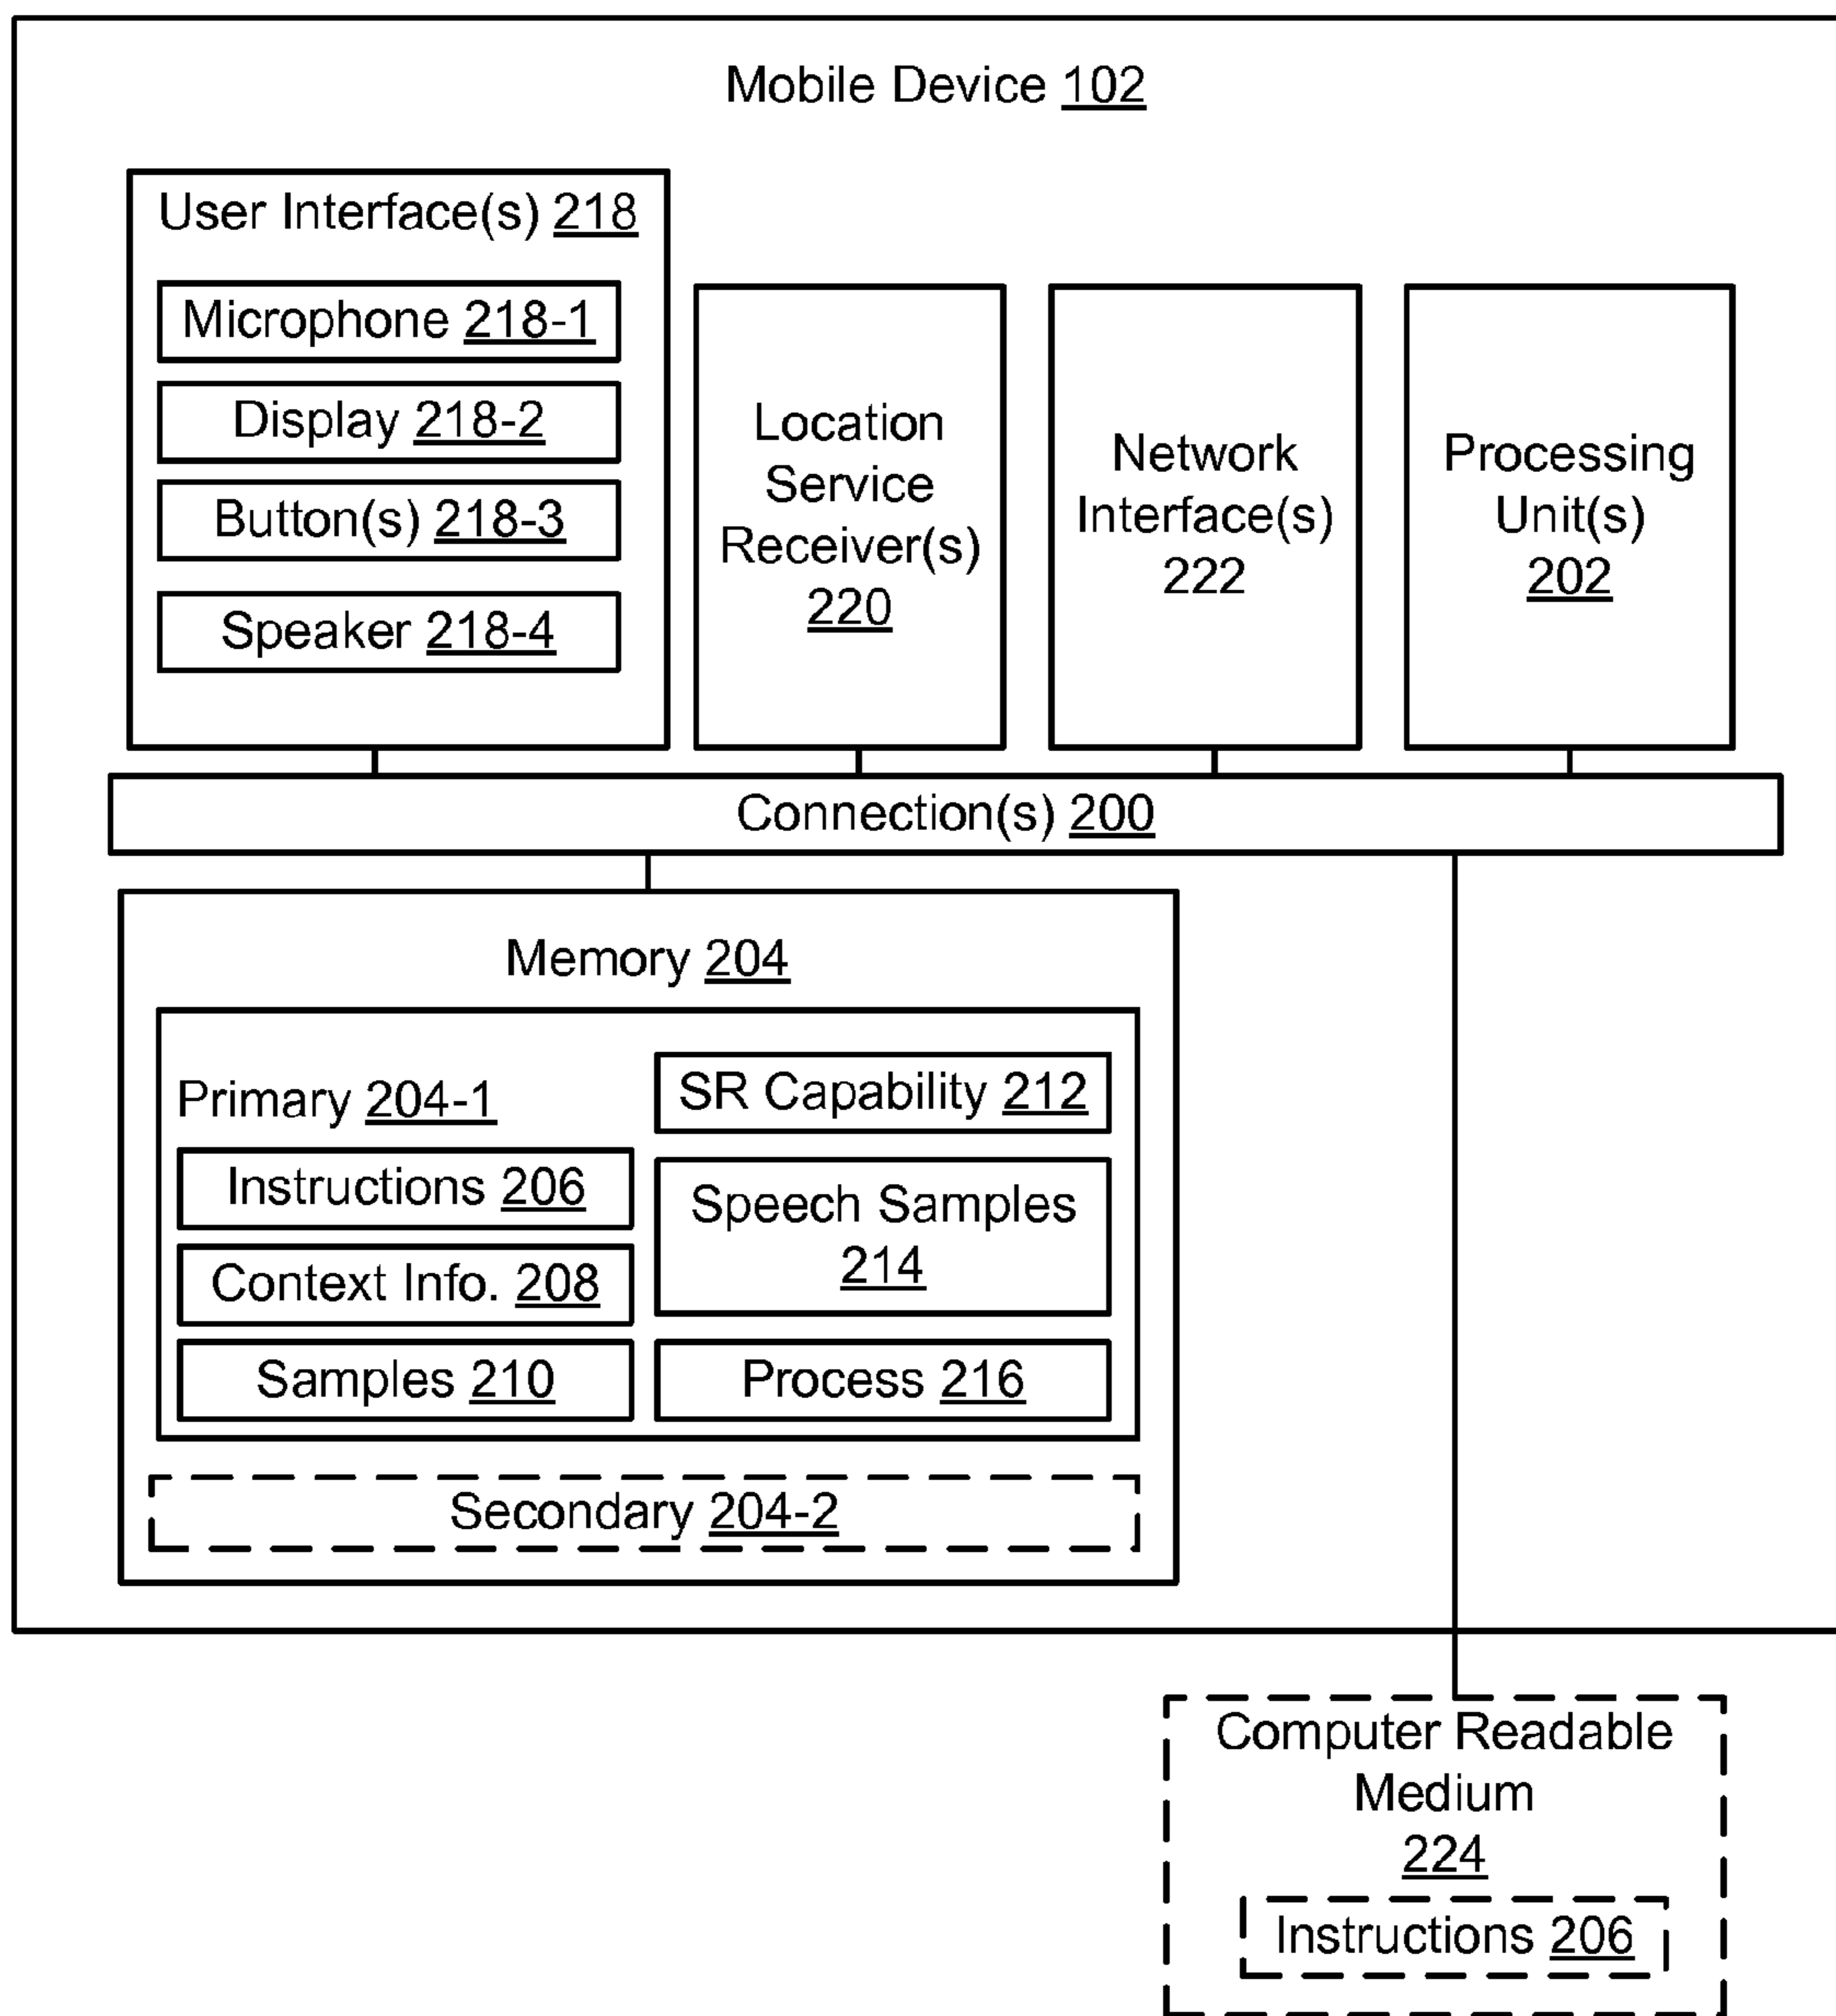 Mobile Device 102
User Interface(s) 218
Microphone 218-1
Display 218-2
Button(s) 218-3
Speaker 218-4
Location
Service
Receiver(s)
220
Network
Interface(s)
222
Processing
Unit(s)
202
Connection(s) 200
Memory 204
Primary 204-1
Instructions 206
Context Info. 208
Samples 210
SR Capability 212
Speech Samples
214
Process 216
Secondary 204-2
Computer Readable
Medium
224
Instructions 206